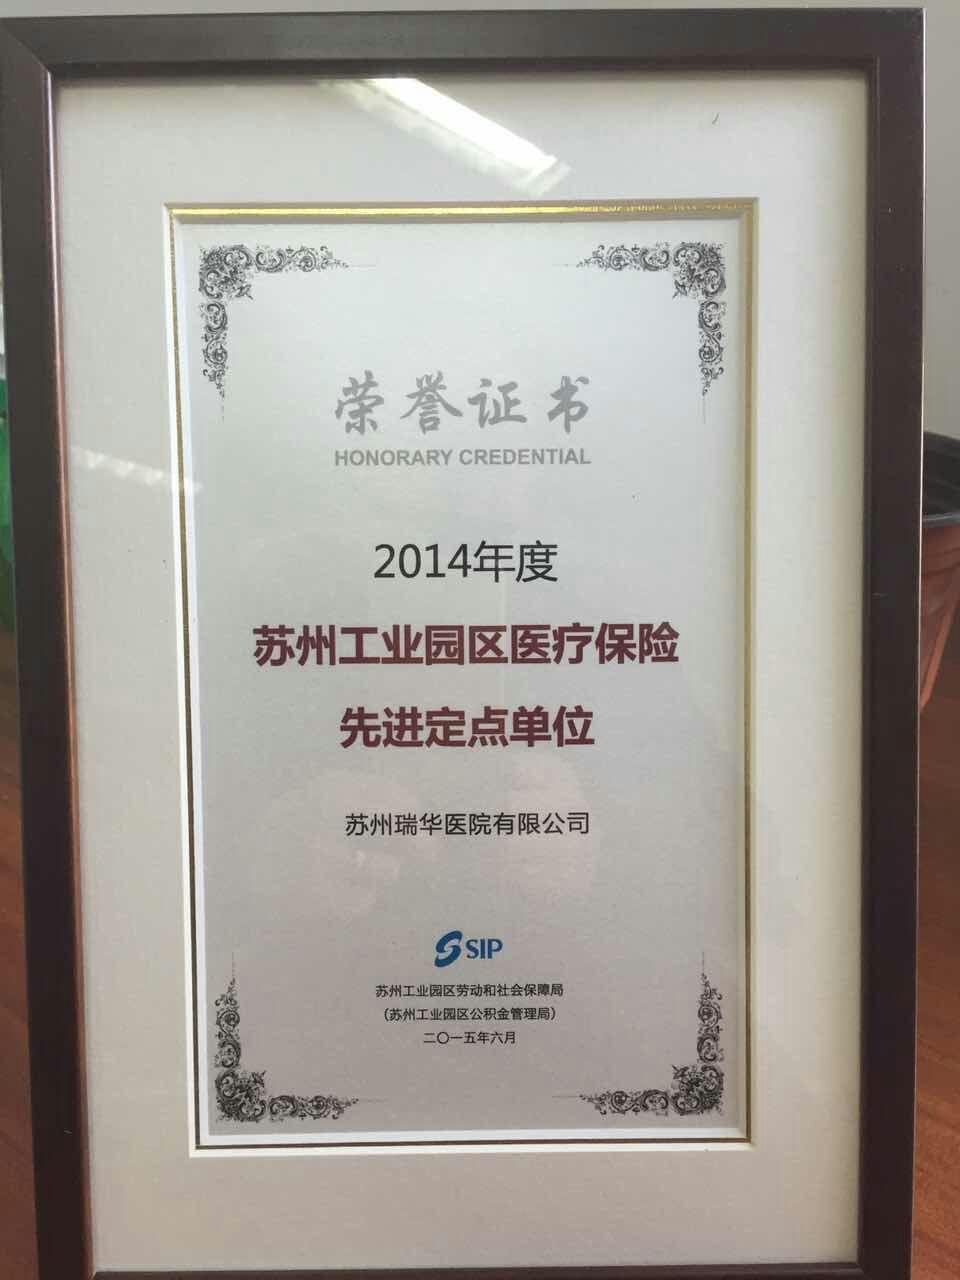 荣誉证书
HONORARY CREDENTIAL
2014年度
苏州工业园区医疗保险
先进定点单位
苏州瑞华医院有限公司
SIP
苏州工业园区劳动和社会保障局
（苏州工业园区公积金管理局）
二〇一五年六月